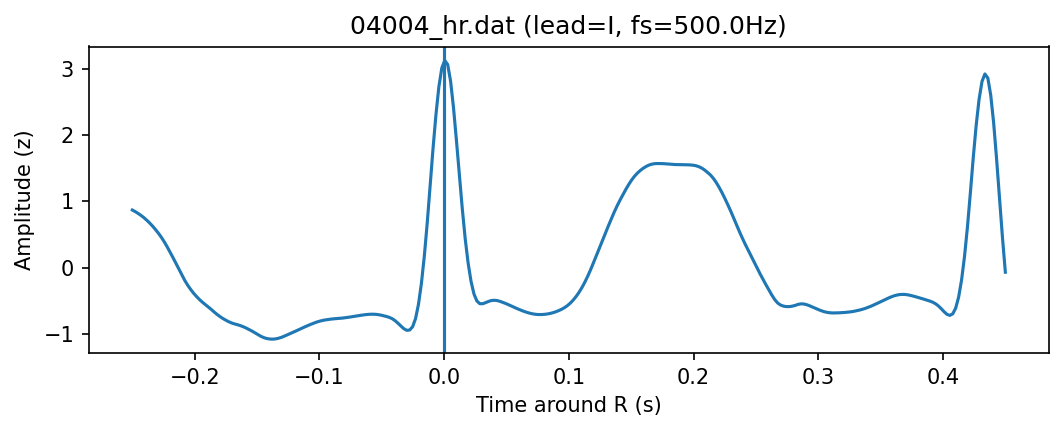 04004_hr.dat (lead=I, fs=500.0Hz)
Amplitude (z)
3
2
1
0
−1
−0.2 −0.1 0.0 0.1 0.2 0.3 0.4
Time around R (s)